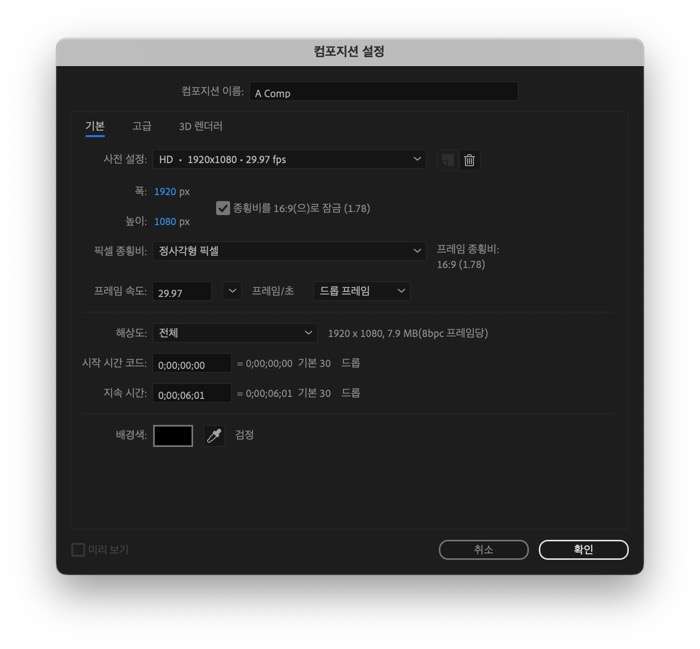 컴포지션 설정
컴포지션 이름: A Comp
기본 고급 3D 렌더러
사전 설정: HD • 1920x1080 • 29.97 fps
폭: 1920 px
종횡비를 16:9(으)로 잠금 (1.78)
높이: 1080 px
픽셀 종횡비: 정사각형 픽셀 프레임 종횡비:
16:9 (1.78)
프레임 속도: 29.97 프레임/초 드롭 프레임
해상도: 전체 1920 x 1080, 7.9 MB(8bpc 프레임당)
시작 시간 코드: 0;00;00;00 = 0;00;00;00 기본 30 드롭
지속 시간: 0;00;06;01 = 0;00;06;01 기본 30 드롭
배경색: 검정
미리 보기 취소 확인